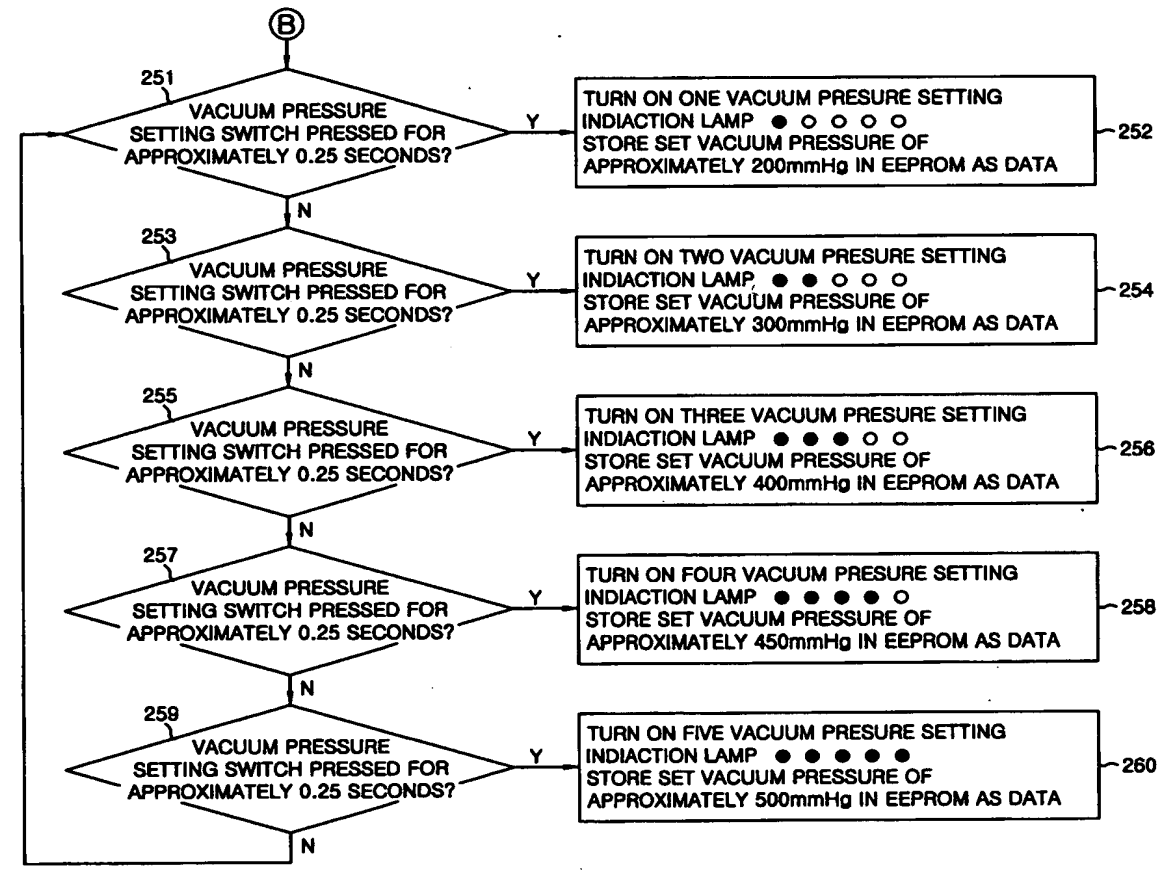 B
251
VACUUM PRESSURE
SETTING SWITCH PRESSED FOR
APPROXIMATELY 0.25 SECONDS?
Y
TURN ON ONE VACUUM PRESURE SETTING
INDIACTION LAMP ● ○ ○ ○ ○
STORE SET VACUUM PRESSURE OF
APPROXIMATELY 200mmHg IN EEPROM AS DATA
252
N
253
VACUUM PRESSURE
SETTING SWITCH PRESSED FOR
APPROXIMATELY 0.25 SECONDS?
Y
TURN ON TWO VACUUM PRESURE SETTING
INDIACTION LAMP ● ● ○ ○ ○
STORE SET VACUUM PRESSURE OF
APPROXIMATELY 300mmHg IN EEPROM AS DATA
254
N
255
VACUUM PRESSURE
SETTING SWITCH PRESSED FOR
APPROXIMATELY 0.25 SECONDS?
Y
TURN ON THREE VACUUM PRESURE SETTING
INDIACTION LAMP ● ● ● ○ ○
STORE SET VACUUM PRESSURE OF
APPROXIMATELY 400mmHg IN EEPROM AS DATA
256
N
257
VACUUM PRESSURE
SETTING SWITCH PRESSED FOR
APPROXIMATELY 0.25 SECONDS?
Y
TURN ON FOUR VACUUM PRESURE SETTING
INDIACTION LAMP ● ● ● ● ○
STORE SET VACUUM PRESSURE OF
APPROXIMATELY 450mmHg IN EEPROM AS DATA
258
N
259
VACUUM PRESSURE
SETTING SWITCH PRESSED FOR
APPROXIMATELY 0.25 SECONDS?
Y
TURN ON FIVE VACUUM PRESURE SETTING
INDIACTION LAMP ● ● ● ● ●
STORE SET VACUUM PRESSURE OF
APPROXIMATELY 500mmHg IN EEPROM AS DATA
260
N